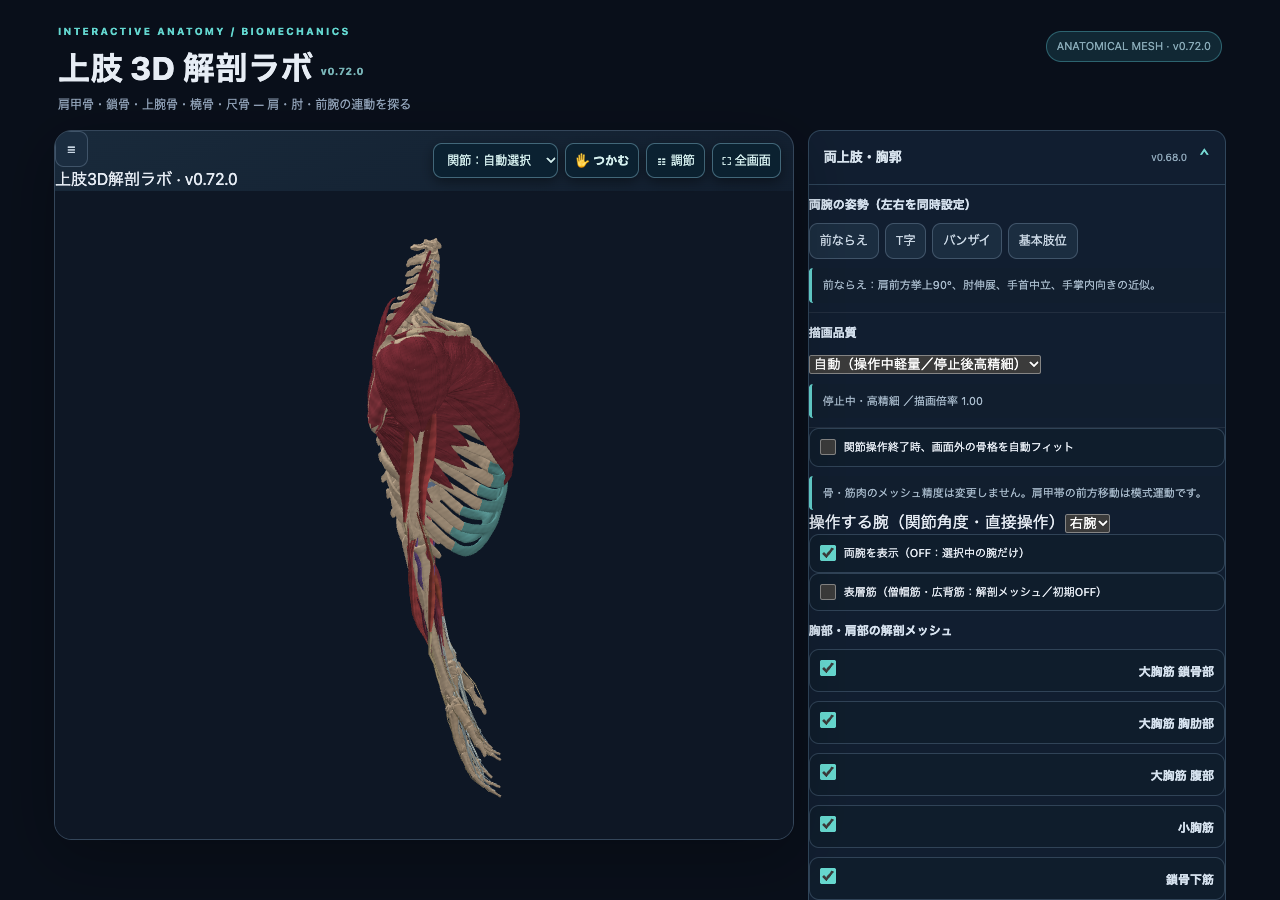 INTERACTIVE ANATOMY / BIOMECHANICS
上肢 3D 解剖ラボ v0.72.0
ANATOMICAL MESH · v0.72.0
肩甲骨・鎖骨・上腕骨・橈骨・尺骨 — 肩・肘・前腕の連動を探る
≡
関節：自動選択
✋ つかむ
☷ 調節
⛶ 全画面
上肢3D解剖ラボ · v0.72.0
両上肢・胸郭
v0.68.0
両腕の姿勢（左右を同時設定）
前ならえ
T字
バンザイ
基本肢位
前ならえ：肩前方挙上90°、肘伸展、手首中立、手掌内向きの近似。
描画品質
自動（操作中軽量／停止後高精細）
停止中・高精細 ／描画倍率 1.00
関節操作終了時、画面外の骨格を自動フィット
骨・筋肉のメッシュ精度は変更しません。肩甲帯の前方移動は模式運動です。
操作する腕（関節角度・直接操作） 右腕
両腕を表示（OFF：選択中の腕だけ）
表層筋（僧帽筋・広背筋：解剖メッシュ／初期OFF）
胸部・肩部の解剖メッシュ
大胸筋 鎖骨部
大胸筋 胸肋部
大胸筋 腹部
小胸筋
鎖骨下筋